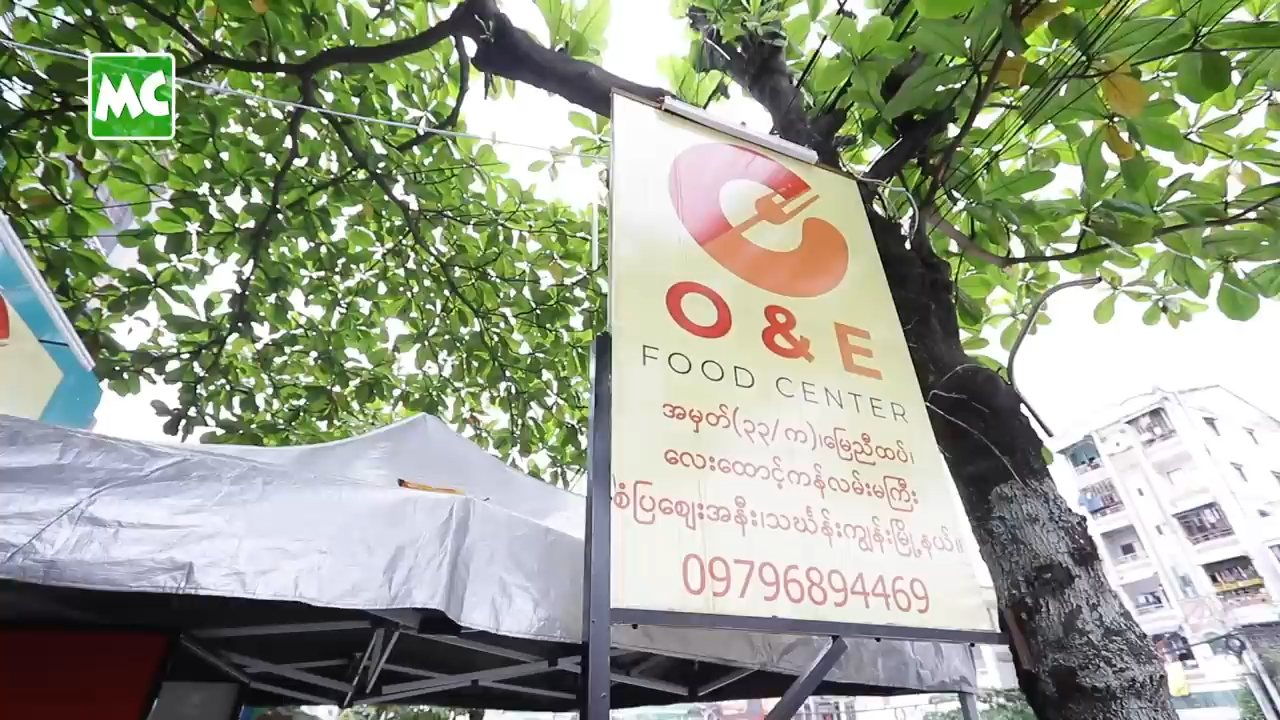 MC
O & E
FOOD CENTER
အမှတ်(၃၃/က)၊မြေညီထပ်၊
လေးထောင့်ကန်လမ်းမကြီး
စံပြဈေးအနီး၊သင်္ဃန်းကျွန်းမြို့နယ်။
09796894469